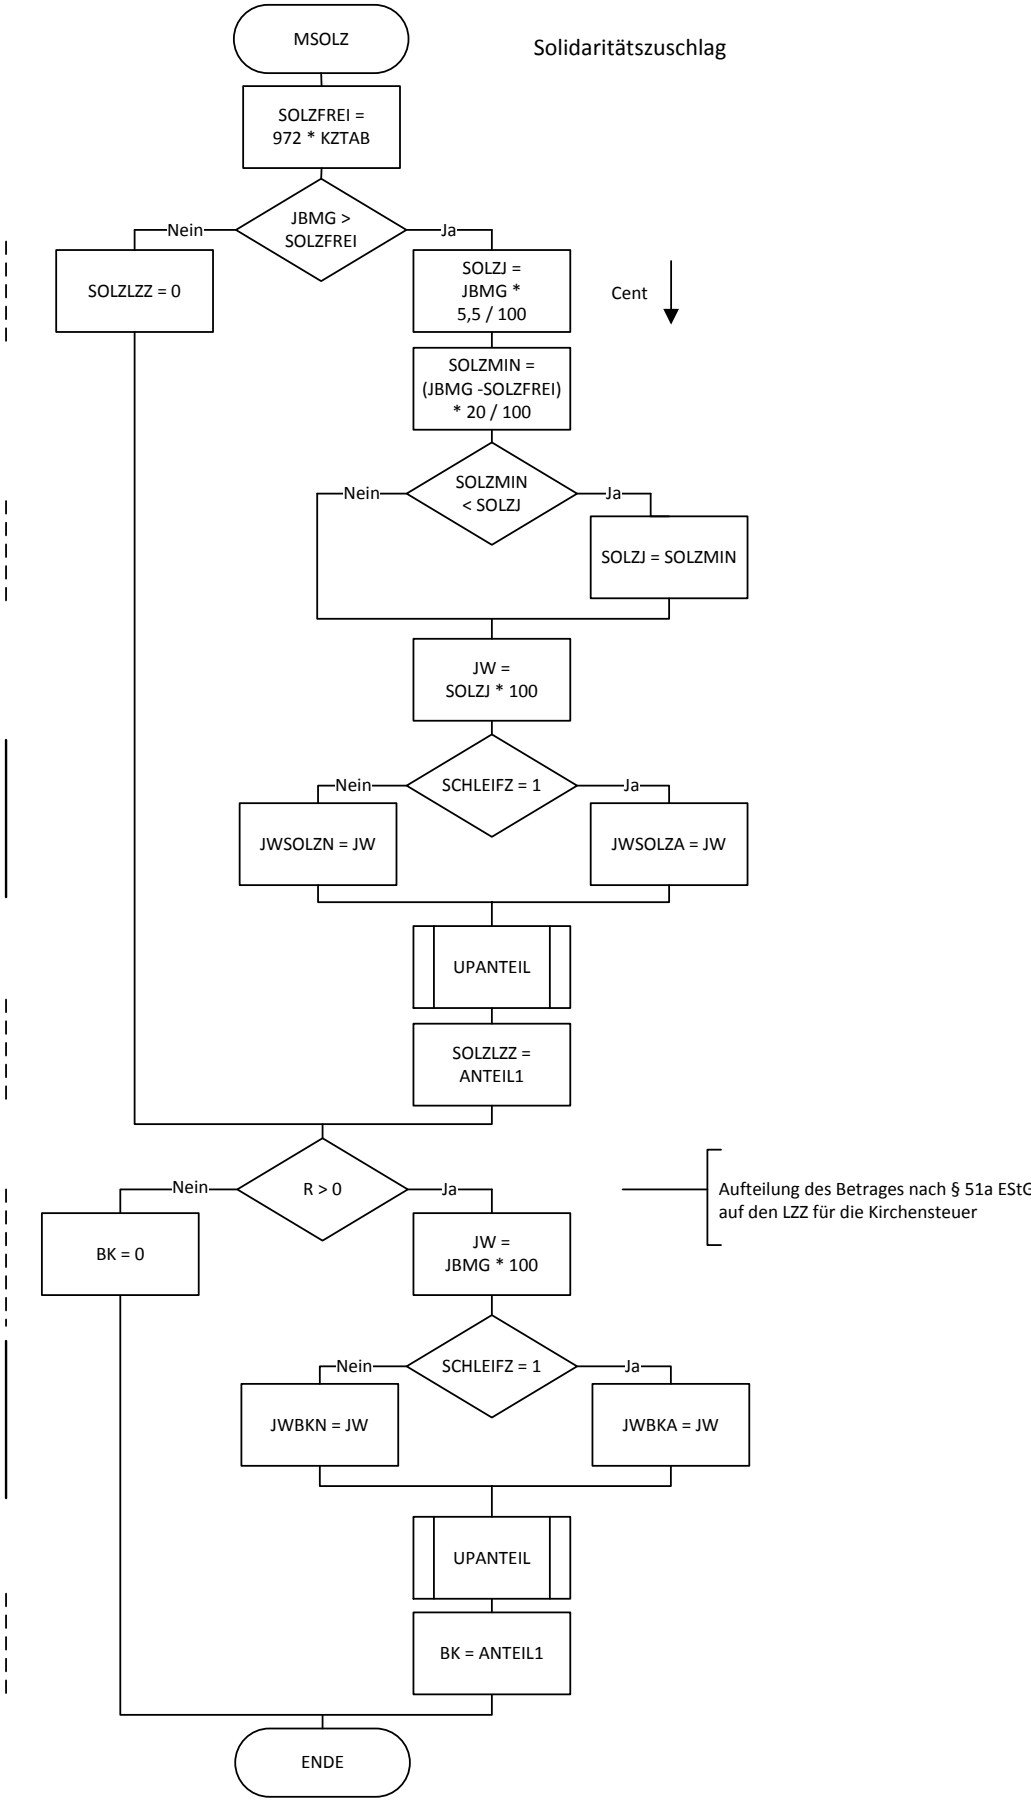 MSOLZ
Solidaritätszuschlag
SOLZFREI =
972 * KZTAB
JBMG >
SOLZFREI
Nein
Ja
SOLZLZZ = 0
SOLZJ =
JBMG *
5,5 / 100
Cent
SOLZMIN =
(JBMG -SOLZFREI)
* 20 / 100
SOLZMIN
< SOLZJ
Nein
Ja
SOLZJ = SOLZMIN
JW =
SOLZJ * 100
SCHLEIFZ = 1
Nein
Ja
JWSOLZN = JW
JWSOLZA = JW
UPANTEIL
SOLZLZZ =
ANTEIL1
R > 0
Nein
Ja
Aufteilung des Betrages nach § 51a EStG
auf den LZZ für die Kirchensteuer
BK = 0
JW =
JBMG * 100
SCHLEIFZ = 1
Nein
Ja
JWBKN = JW
JWBKA = JW
UPANTEIL
BK = ANTEIL1
ENDE